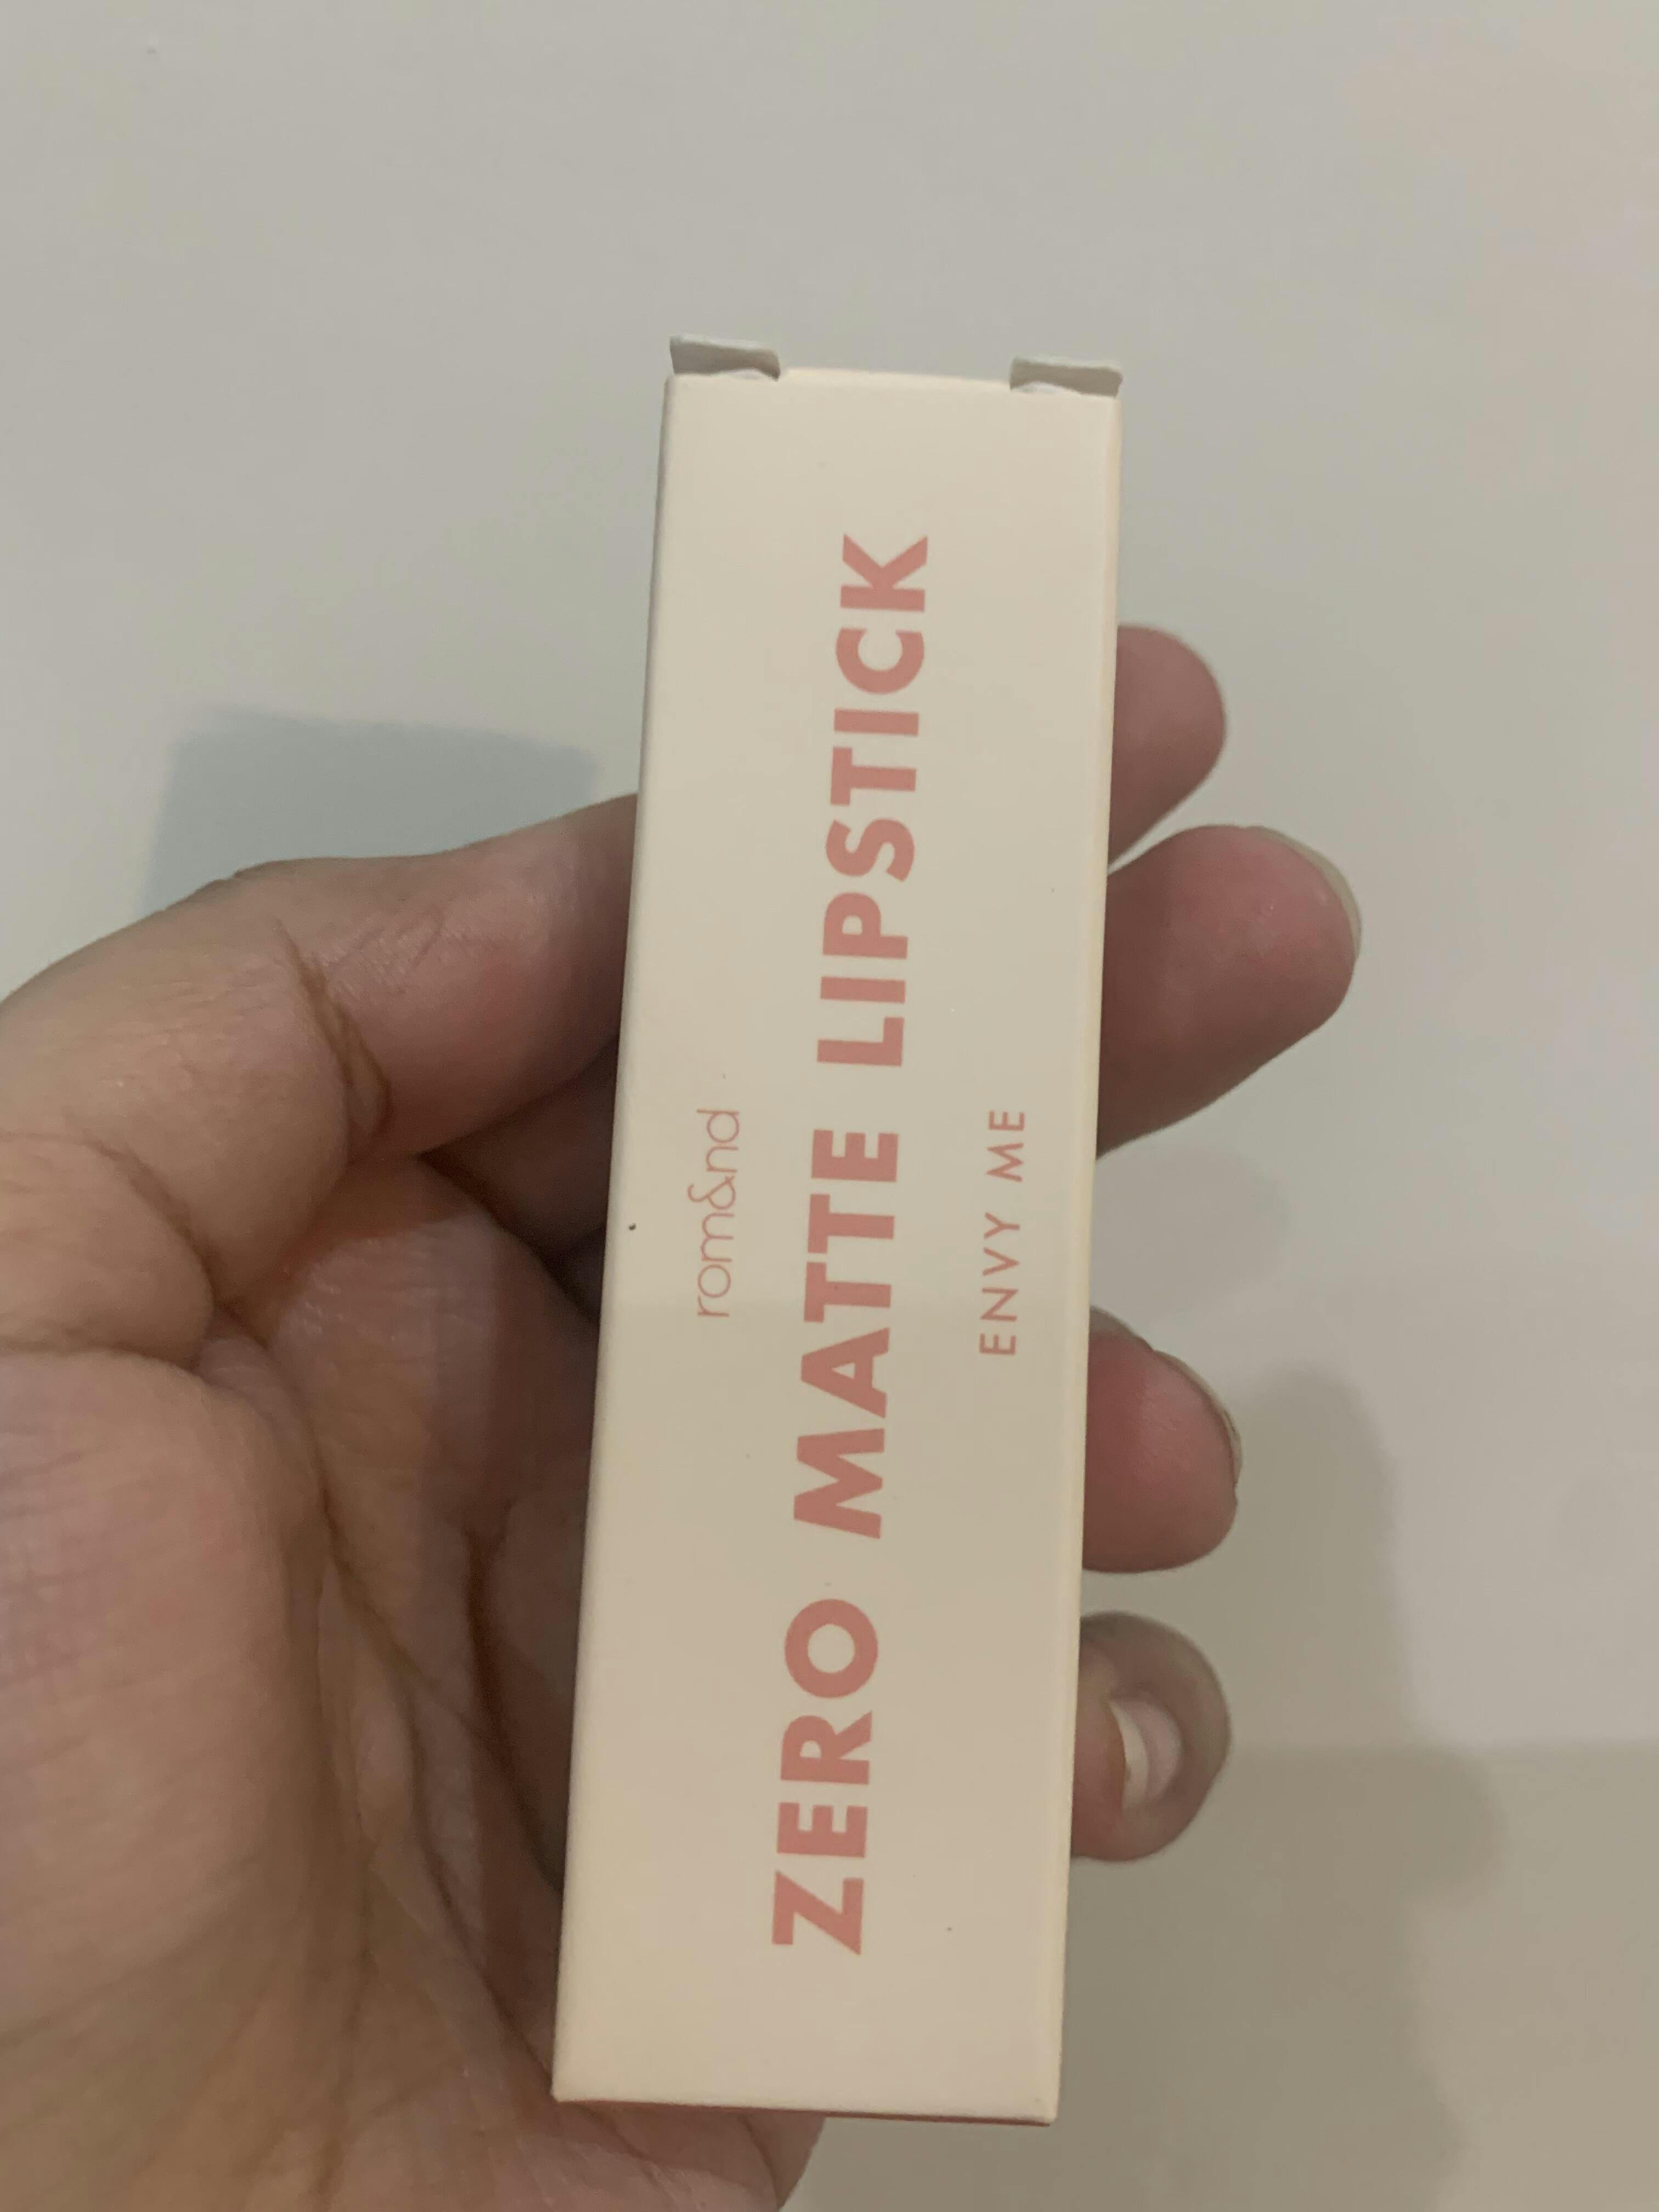 rom&nd
ZERO MATTE LIPSTICK
ENVY ME